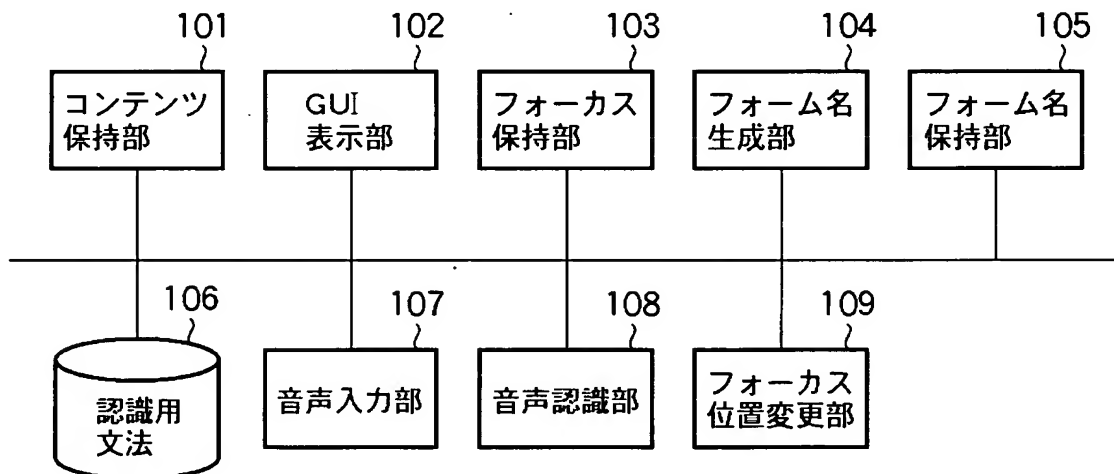 101
コンテンツ
保持部
102
GUI
表示部
103
フォーカス
保持部
104
フォーム名
生成部
105
フォーム名
保持部
106
認識用
文法
107
音声入力部
108
音声認識部
109
フォーカス
位置変更部